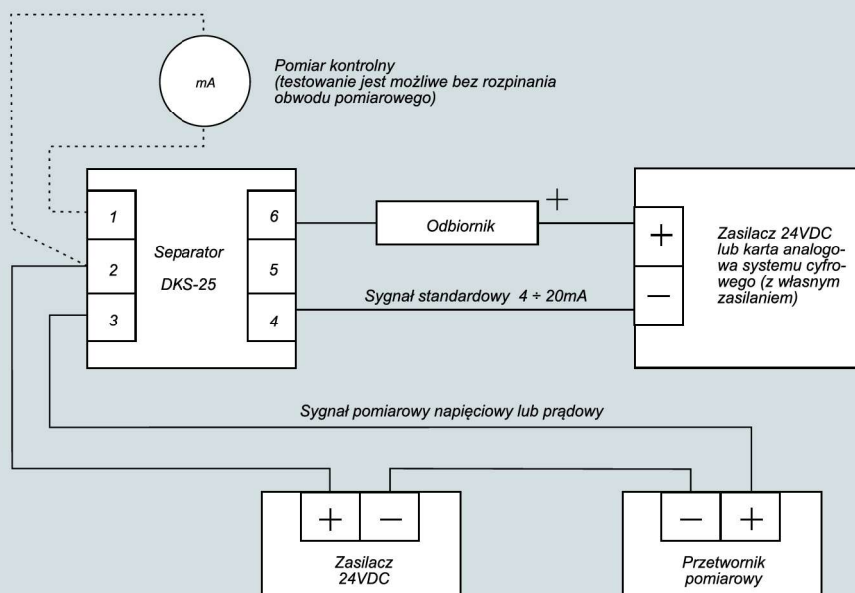 mA
Pomiar kontrolny
(testowanie jest możliwe bez rozpinania
obwodu pomiarowego)
1
2
3
Separator
DKS-25
6
5
4
Odbiornik
+
Sygnał standardowy 4 ÷ 20mA
+
−
Zasilacz 24VDC
lub karta analogo-
wa systemu cyfro-
wego (z własnym
zasilaniem)
Sygnał pomiarowy napięciowy lub prądowy
+ −
Zasilacz
24VDC
− +
Przetwornik
pomiarowy